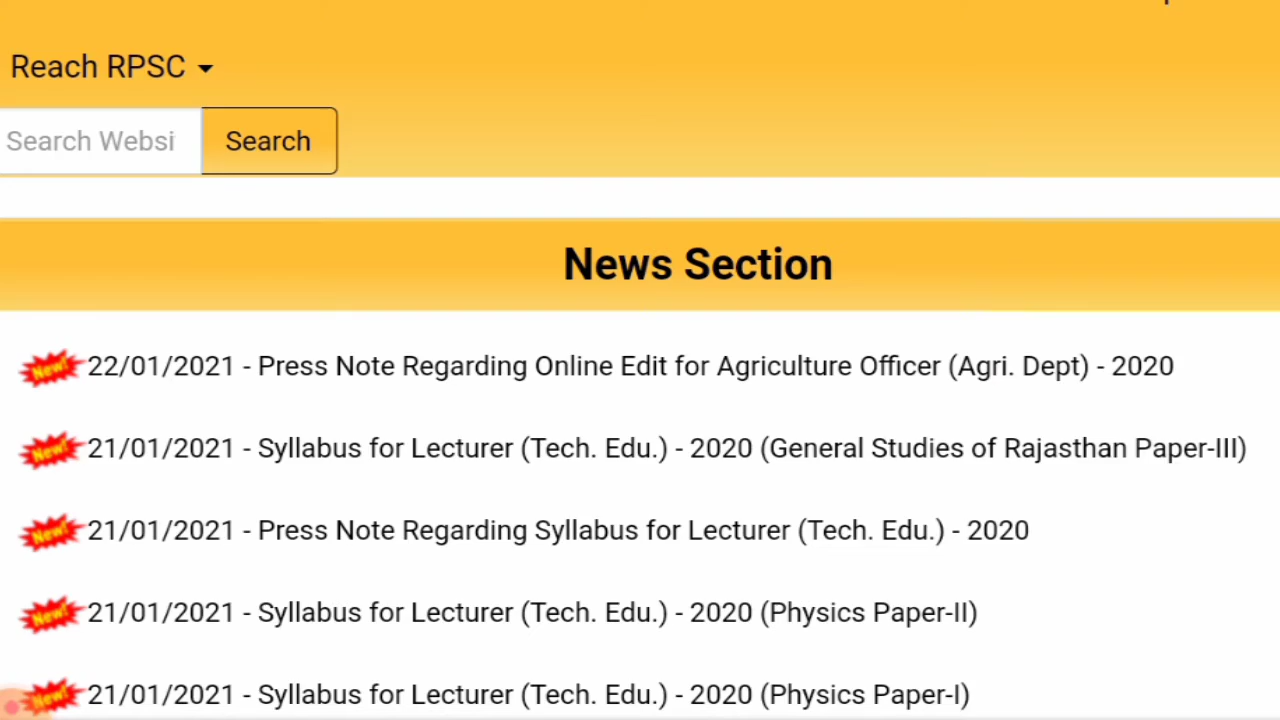 Reach RPSC
Search Websi
Search
News Section
New! 22/01/2021 - Press Note Regarding Online Edit for Agriculture Officer (Agri. Dept) - 2020
New! 21/01/2021 - Syllabus for Lecturer (Tech. Edu.) - 2020 (General Studies of Rajasthan Paper-III)
New! 21/01/2021 - Press Note Regarding Syllabus for Lecturer (Tech. Edu.) - 2020
New! 21/01/2021 - Syllabus for Lecturer (Tech. Edu.) - 2020 (Physics Paper-II)
New! 21/01/2021 - Syllabus for Lecturer (Tech. Edu.) - 2020 (Physics Paper-I)